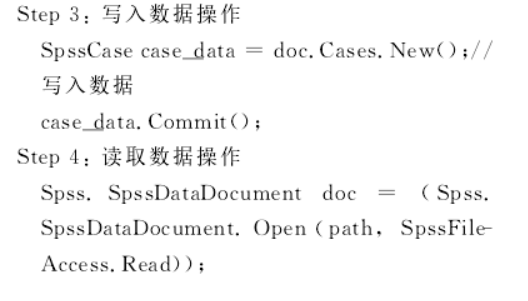 Step 3：写入数据操作
SpssCase case_data = doc.Cases.New();//
写入数据
case_data.Commit();
Step 4：读取数据操作
Spss. SpssDataDocument doc = (Spss.
SpssDataDocument. Open(path, SpssFile-
Access.Read));